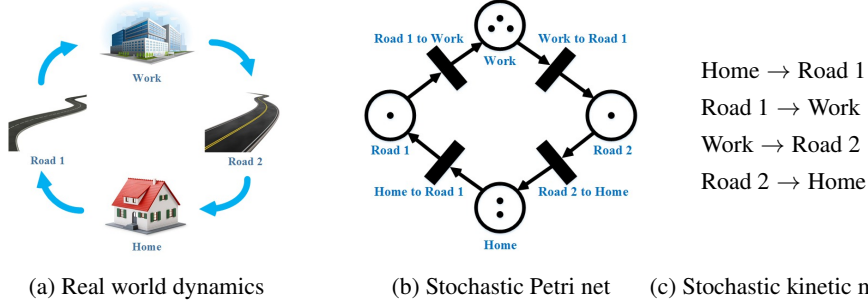 Work
Road 1
Road 2
Home
(a) Real world dynamics
Road 1 to Work
Work to Road 1
Work
Road 1
Road 2
Home to Road 1
Road 2 to Home
Home
(b) Stochastic Petri net
Home → Road 1
Road 1 → Work
Work → Road 2
Road 2 → Home
(c) Stochastic kinetic